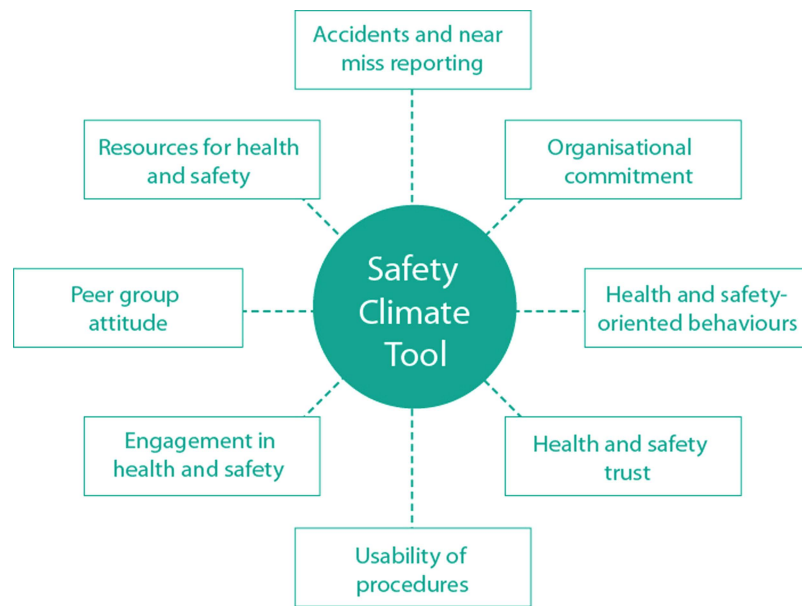 Accidents and near
miss reporting
Resources for health
and safety
Organisational
commitment
Safety
Climate
Tool
Peer group
attitude
Health and safety-
oriented behaviours
Engagement in
health and safety
Health and safety
trust
Usability of
procedures